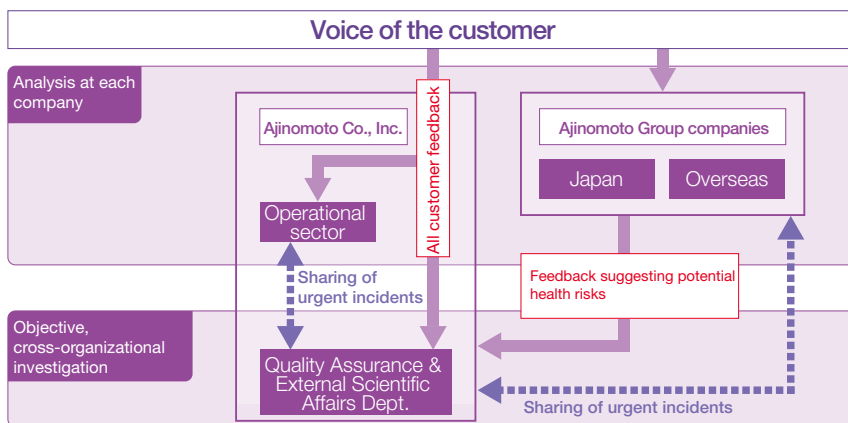 Voice of the customer
Analysis at each
company
Ajinomoto Co., Inc.
All customer feedback
Ajinomoto Group companies
Japan
Overseas
Operational
sector
Sharing of
urgent incidents
Feedback suggesting potential
health risks
Objective,
cross-organizational
investigation
Quality Assurance &
External Scientific
Affairs Dept.
Sharing of urgent incidents